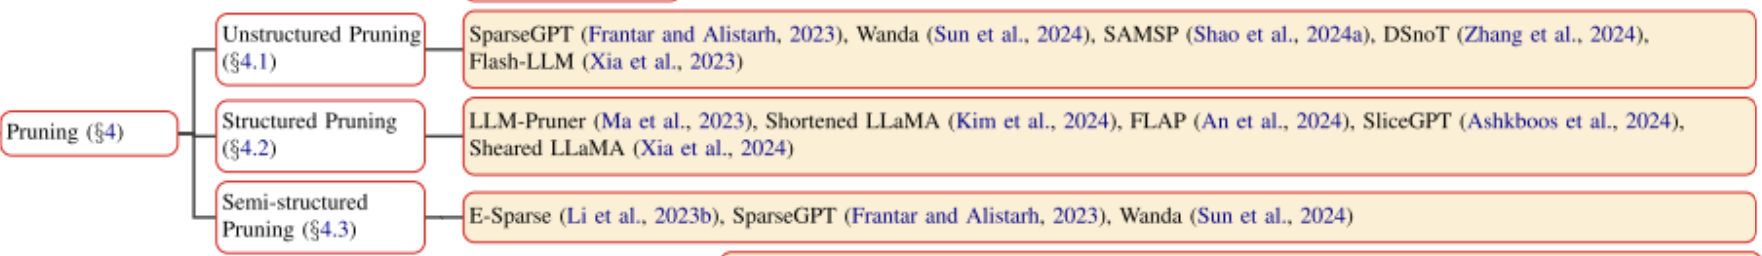 Pruning (§4)
Unstructured Pruning
(§4.1)
SparseGPT (Frantar and Alistarh, 2023), Wanda (Sun et al., 2024), SAMSP (Shao et al., 2024a), DSnoT (Zhang et al., 2024),
Flash-LLM (Xia et al., 2023)
Structured Pruning
(§4.2)
LLM-Pruner (Ma et al., 2023), Shortened LLaMA (Kim et al., 2024), FLAP (An et al., 2024), SliceGPT (Ashkboos et al., 2024),
Sheared LLaMA (Xia et al., 2024)
Semi-structured
Pruning (§4.3)
E-Sparse (Li et al., 2023b), SparseGPT (Frantar and Alistarh, 2023), Wanda (Sun et al., 2024)